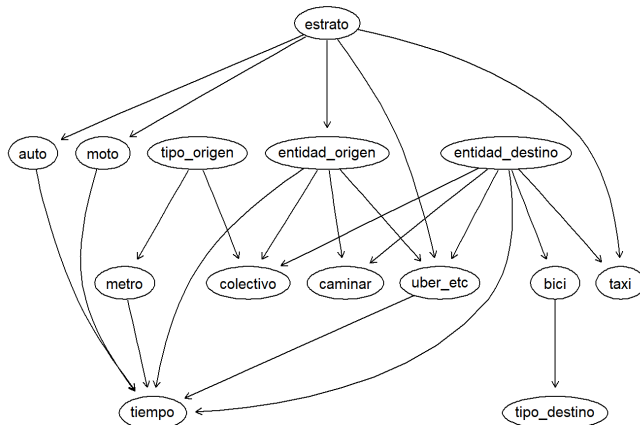 estrato
auto
moto
tipo_origen
entidad_origen
entidad_destino
metro
colectivo
caminar
uber_etc
bici
taxi
tiempo
tipo_destino